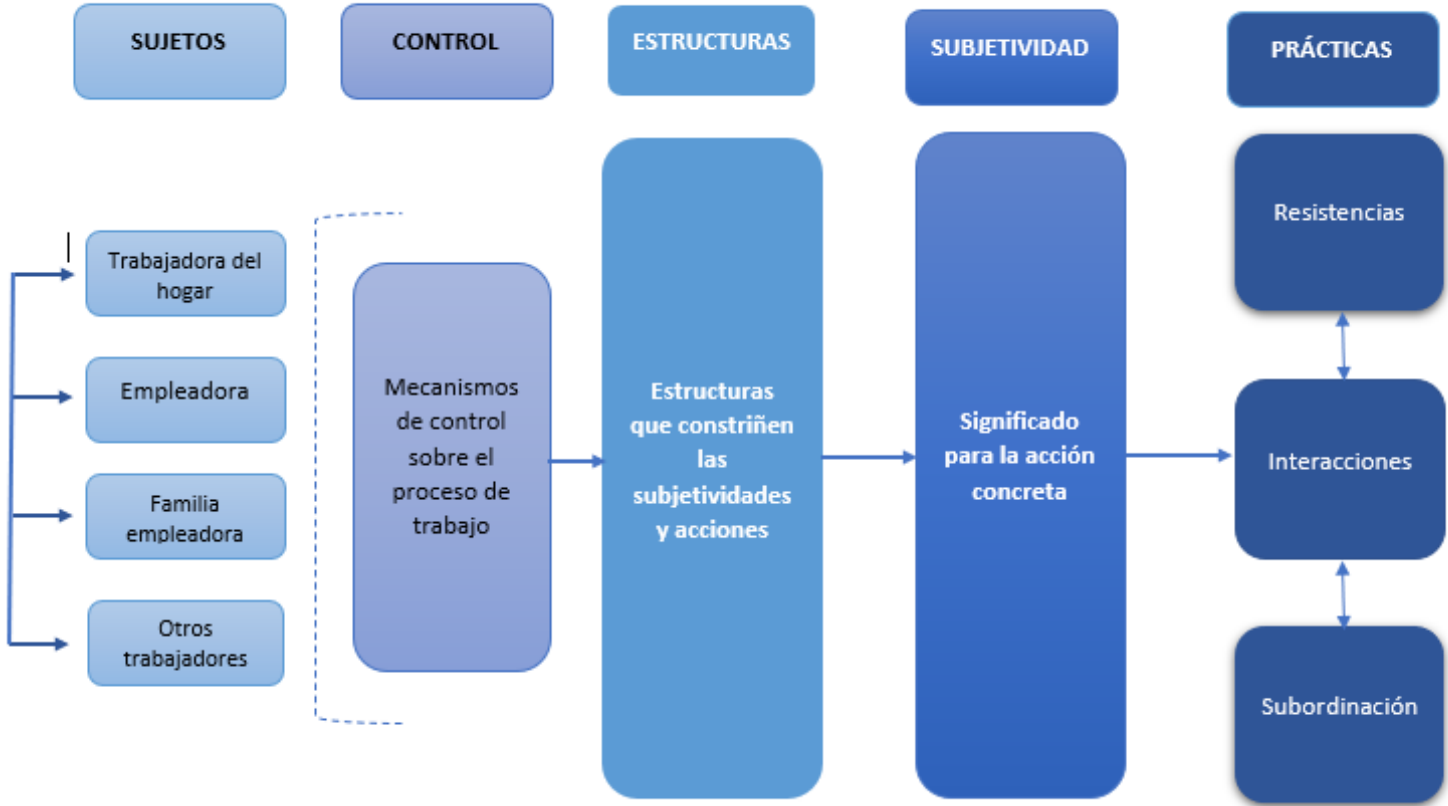 SUJETOS
CONTROL
ESTRUCTURAS
SUBJETIVIDAD
PRÁCTICAS
Trabajadora del
hogar
Empleadora
Familia
empleadora
Otros
trabajadores
Mecanismos
de control
sobre el
proceso de
trabajo
Estructuras
que constriñen
las
subjetividades
y acciones
Significado
para la acción
concreta
Resistencias
Interacciones
Subordinación